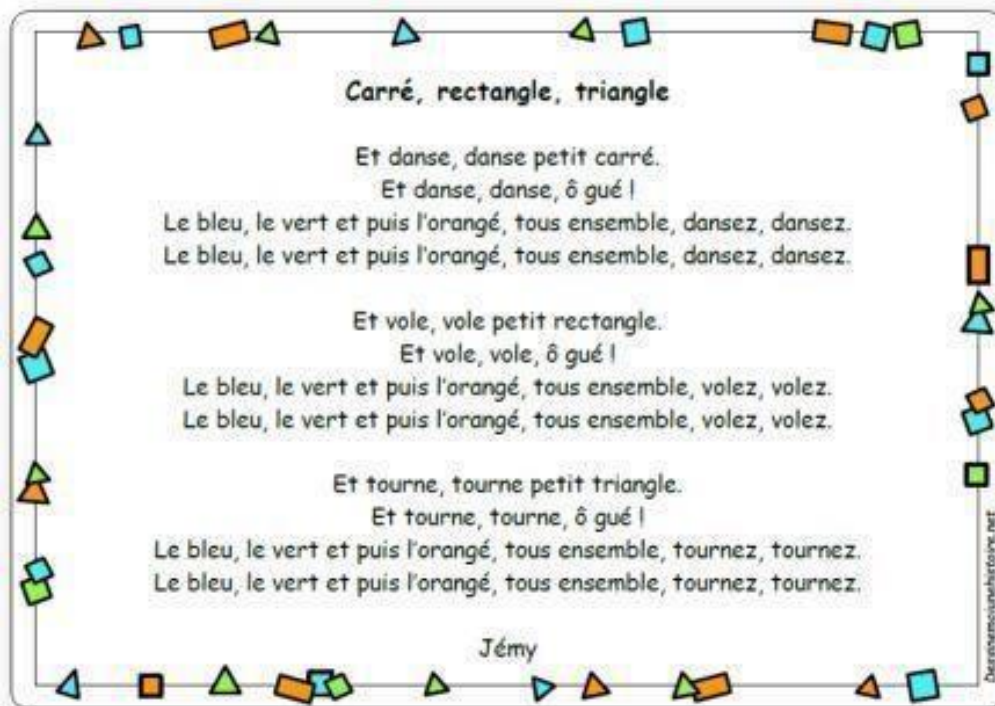 Carré, rectangle, triangle
Et danse, danse petit carré.
Et danse, danse, ô gué !
Le bleu, le vert et puis l'orangé, tous ensemble, dansez, dansez.
Le bleu, le vert et puis l'orangé, tous ensemble, dansez, dansez.
Et vole, vole petit rectangle.
Et vole, vole, ô gué !
Le bleu, le vert et puis l'orangé, tous ensemble, volez, volez.
Le bleu, le vert et puis l'orangé, tous ensemble, volez, volez.
Et tourne, tourne petit triangle.
Et tourne, tourne, ô gué !
Le bleu, le vert et puis l'orangé, tous ensemble, tournez, tournez.
Le bleu, le vert et puis l'orangé, tous ensemble, tournez, tournez.
Jémy
Dessinemoiunehistoire.net